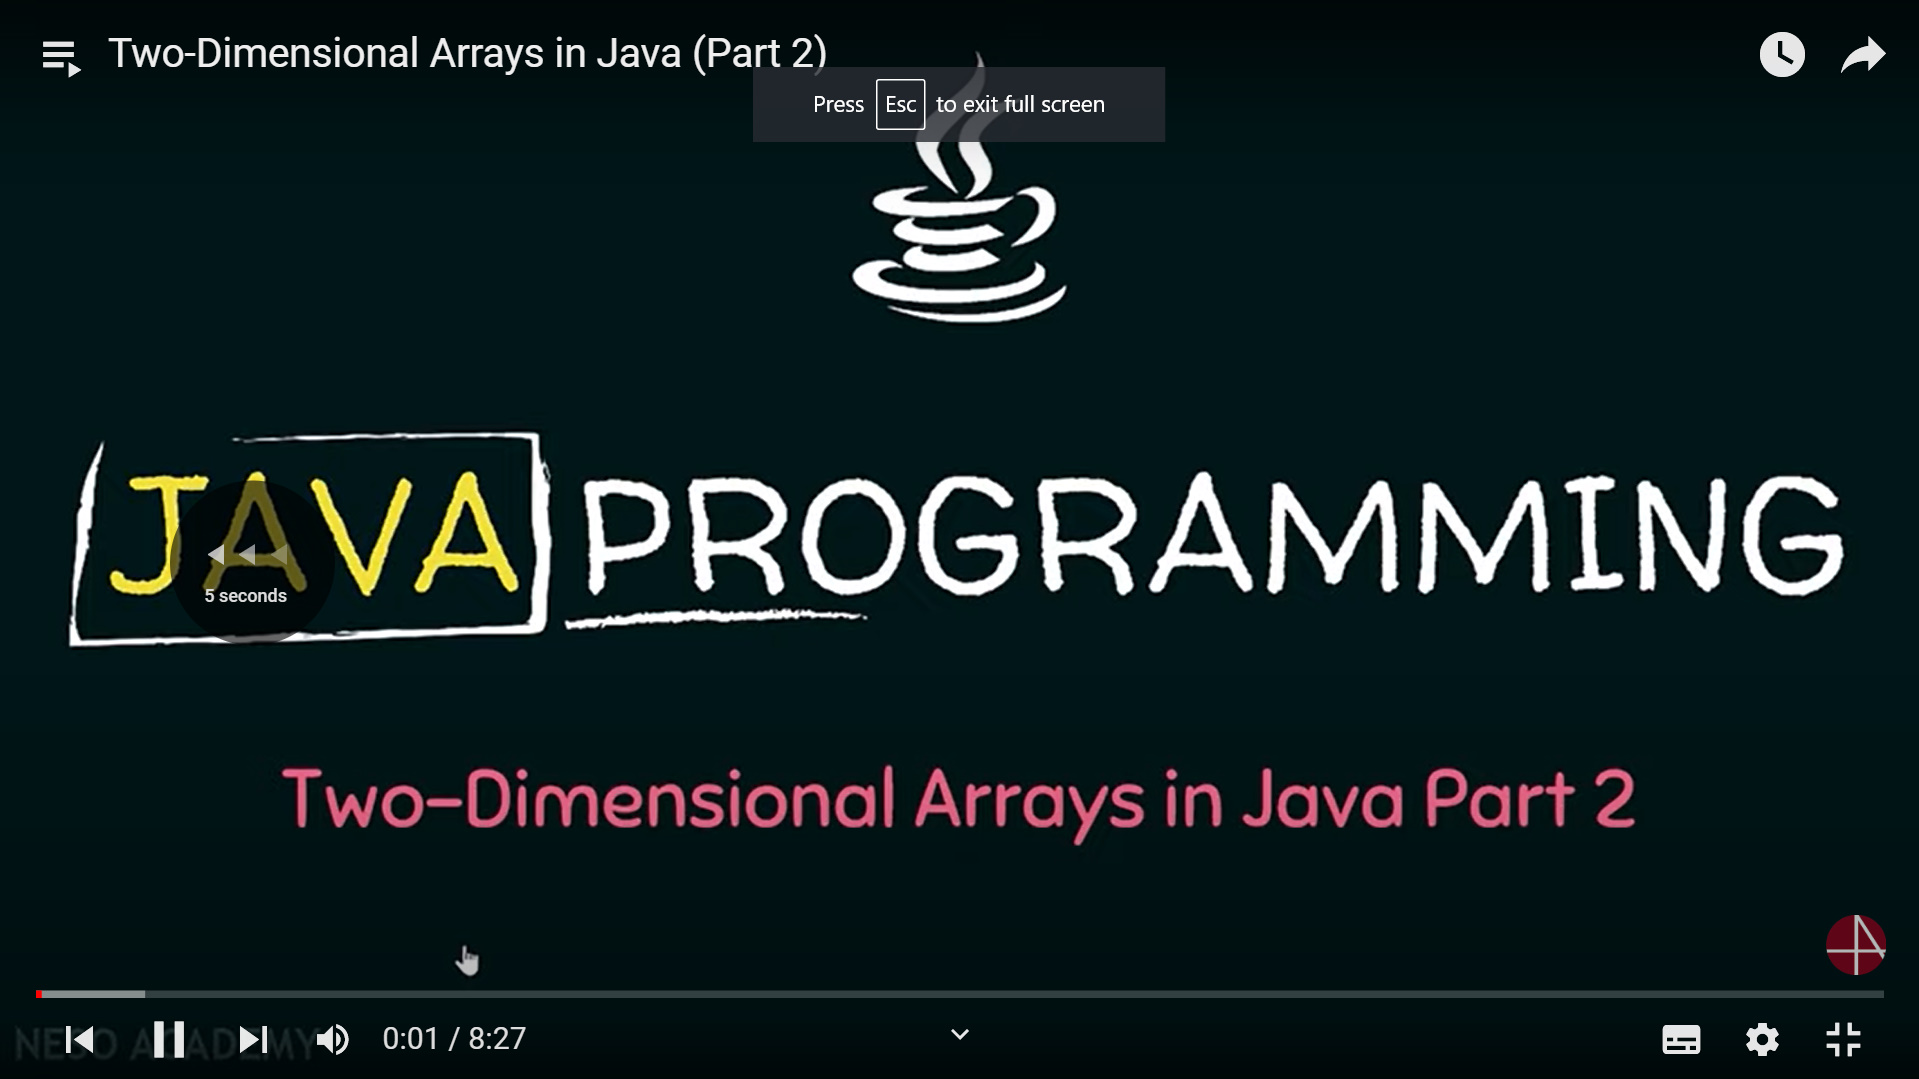 Two-Dimensional Arrays in Java (Part 2)
Press Esc to exit full screen
JAVA PROGRAMMING
5 seconds
Two-Dimensional Arrays in Java Part 2
NESO ACADEMY
0:01 / 8:27